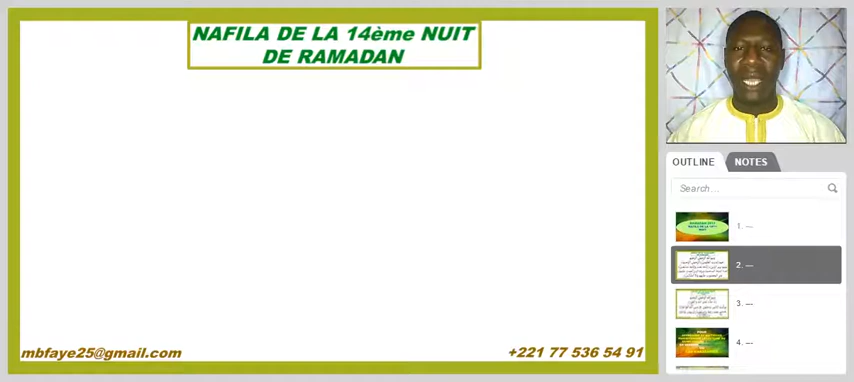 NAFILA DE LA 14ème NUIT
DE RAMADAN
mbfaye25@gmail.com
+221 77 536 54 91
OUTLINE
NOTES
Search...
1. ---
2. ---
3. ---
4. ---